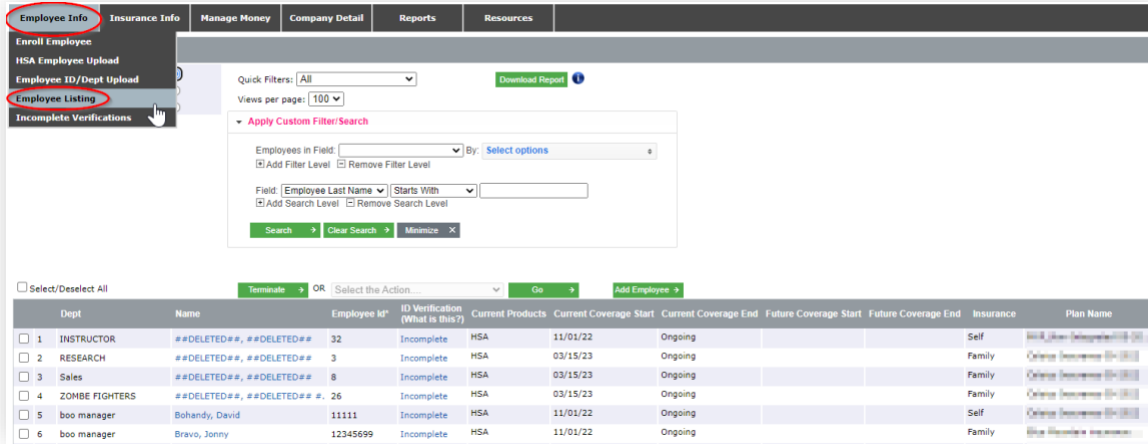 Employee Info Insurance Info Manage Money Company Detail Reports Resources
Enroll Employee
HSA Employee Upload
Employee ID/Dept Upload
Employee Listing
Incomplete Verifications
Quick Filters: All Download Report
Views per page: 100
Apply Custom Filter/Search
Employees in Field: By: Select options
Add Filter Level Remove Filter Level
Field: Employee Last Name Starts With
Add Search Level Remove Search Level
Search Clear Search Minimize X
Select/Deselect All Terminate OR Select the Action.... Go Add Employee
Dept Name Employee Id* ID Verification (What is this?) Current Products Current Coverage Start Current Coverage End Future Coverage Start Future Coverage End Insurance Plan Name
1 INSTRUCTOR ##DELETED##, ##DELETED## 32 Incomplete HSA 11/01/22 Ongoing Self
2 RESEARCH ##DELETED##, ##DELETED## 3 Incomplete HSA 03/15/23 Ongoing Family
3 Sales ##DELETED##, ##DELETED## 8 Incomplete HSA 03/15/23 Ongoing Family
4 ZOMBE FIGHTERS ##DELETED##, ##DELETED## #. 26 Incomplete HSA 03/15/23 Ongoing Family
5 boo manager Bohandy, David 11111 Incomplete HSA 11/01/22 Ongoing Self
6 boo manager Bravo, Jonny 12345699 Incomplete HSA 11/01/22 Ongoing Family